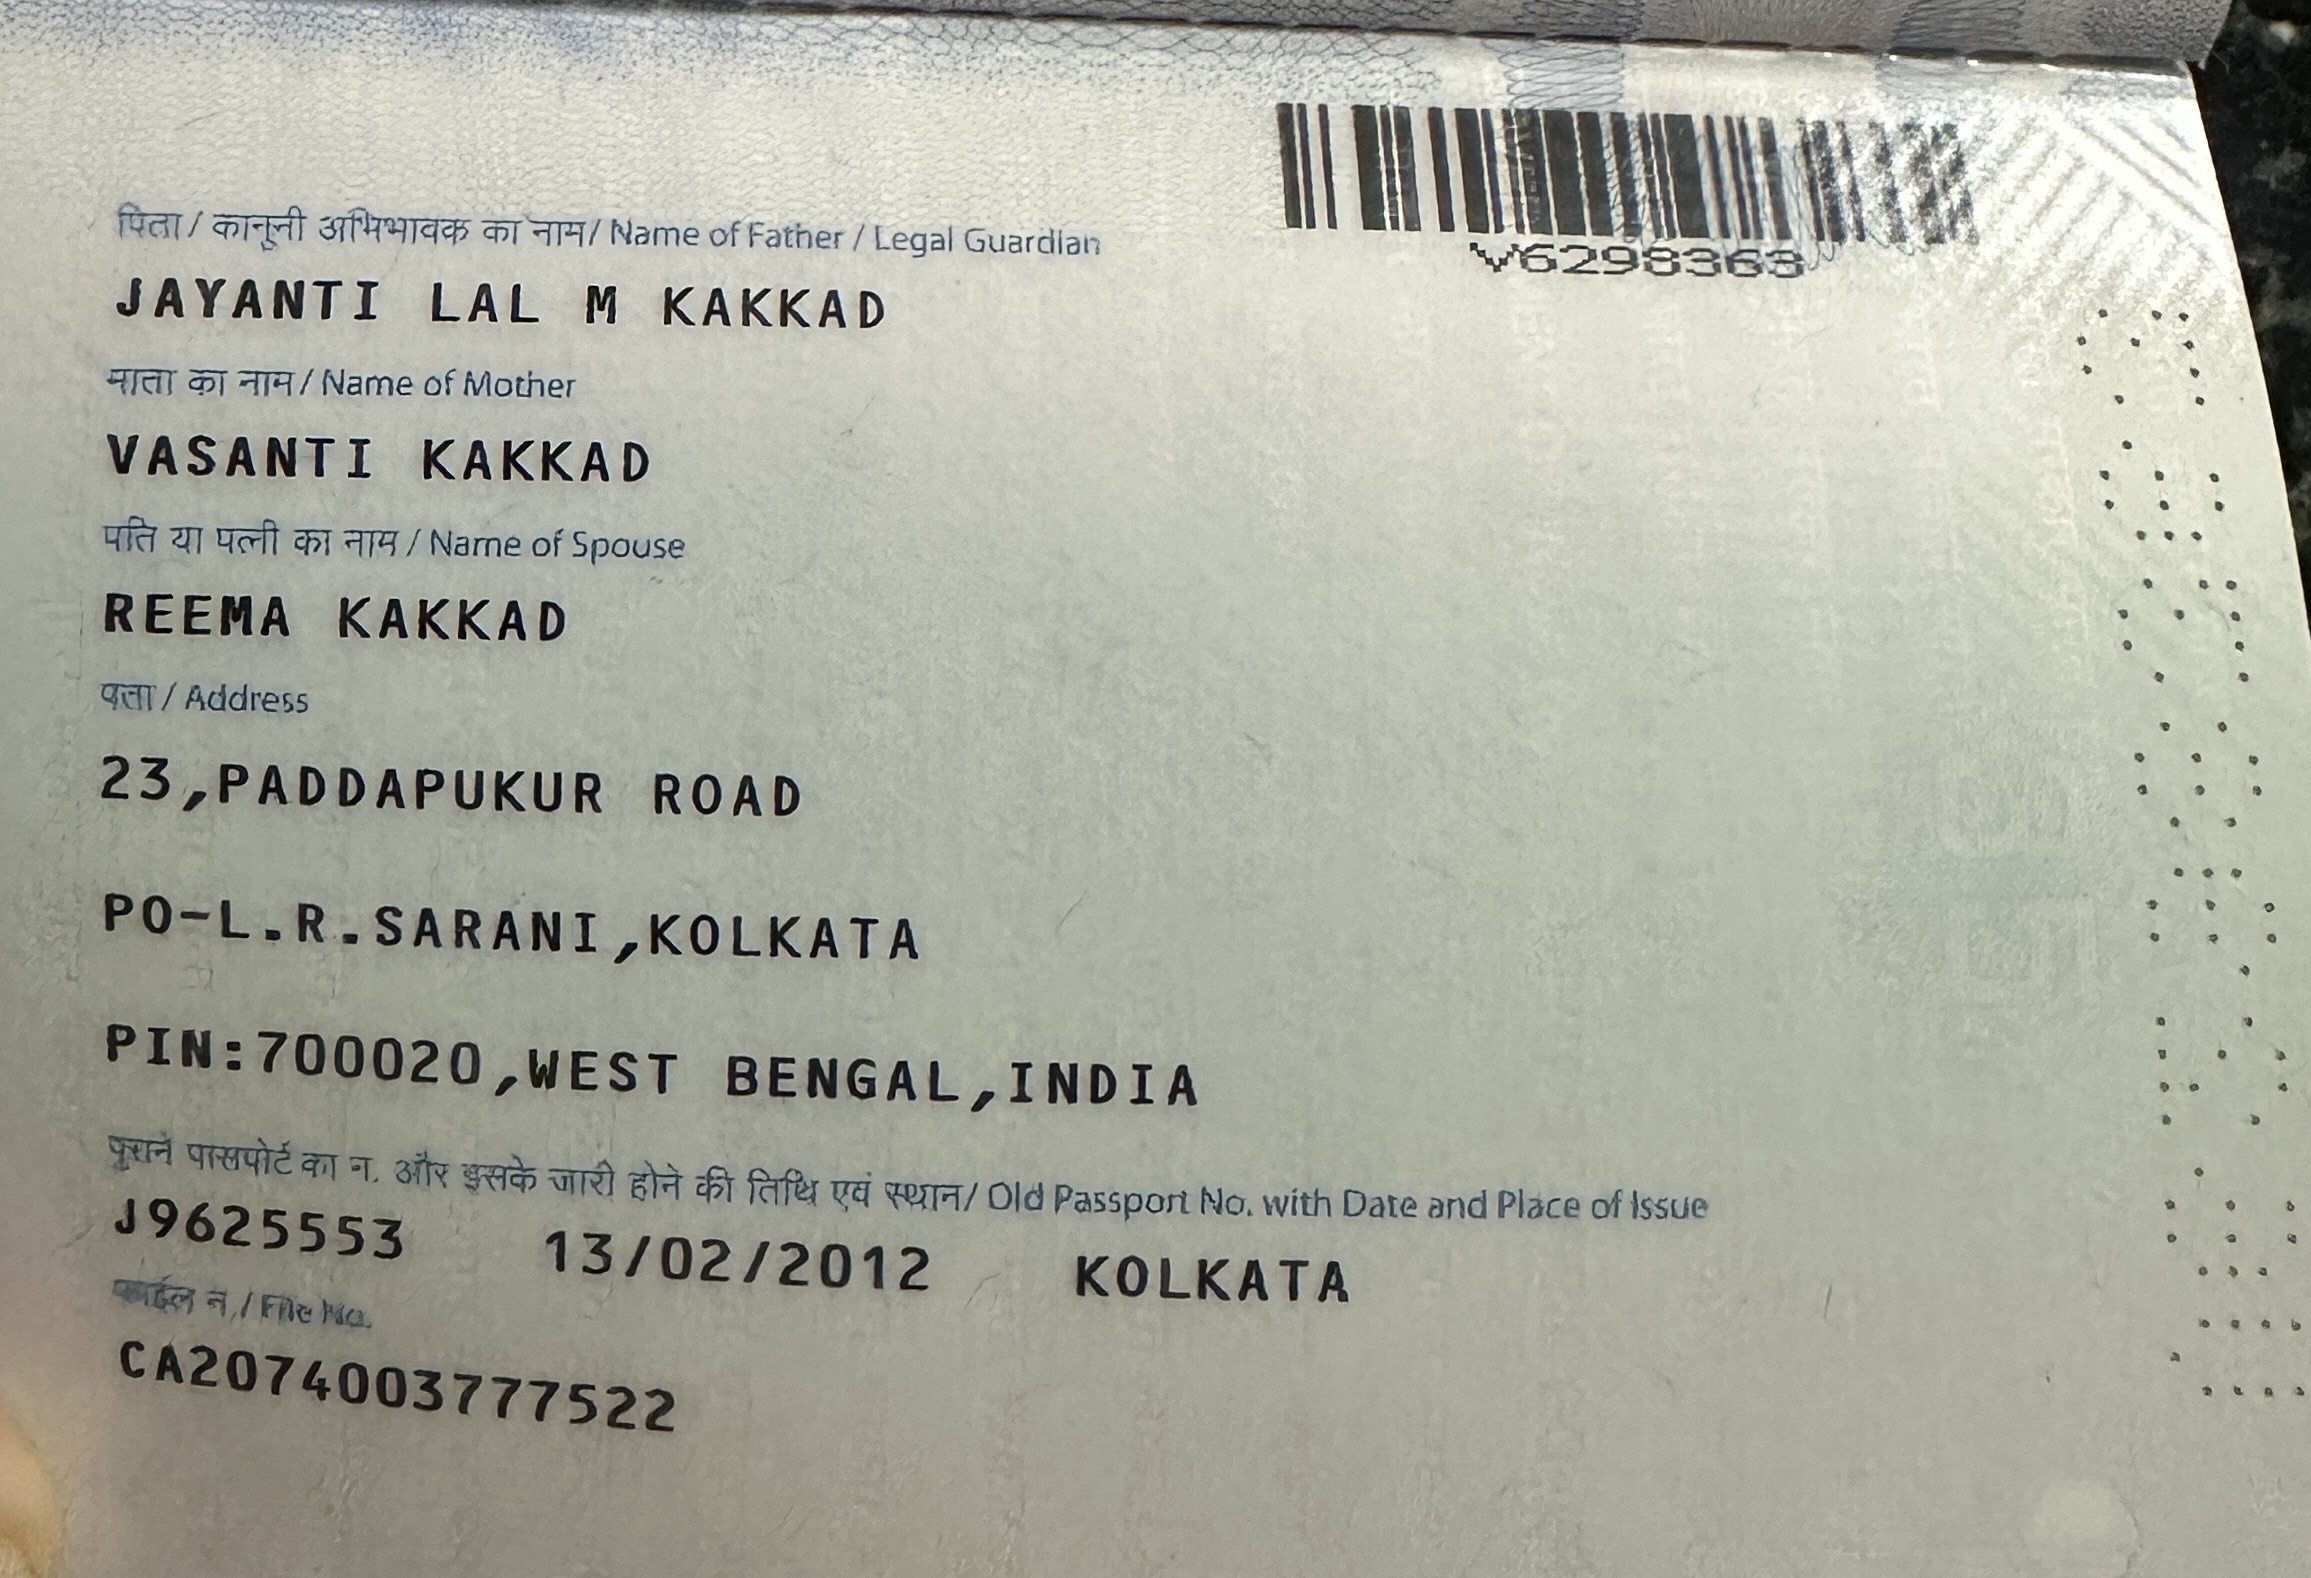 V6298363
पिता / कानूनी अभिभावक का नाम / Name of Father / Legal Guardian
JAYANTI LAL M KAKKAD
माता का नाम / Name of Mother
VASANTI KAKKAD
पति या पत्नी का नाम / Name of Spouse
REEMA KAKKAD
पता / Address
23,PADDAPUKUR ROAD
PO-L.R.SARANI,KOLKATA
PIN:700020,WEST BENGAL,INDIA
पुराने पासपोर्ट का न. और इसके जारी होने की तिथि एवं स्थान / Old Passport No. with Date and Place of Issue
J9625553 13/02/2012 KOLKATA
फाईल न. / File No.
CA2074003777522